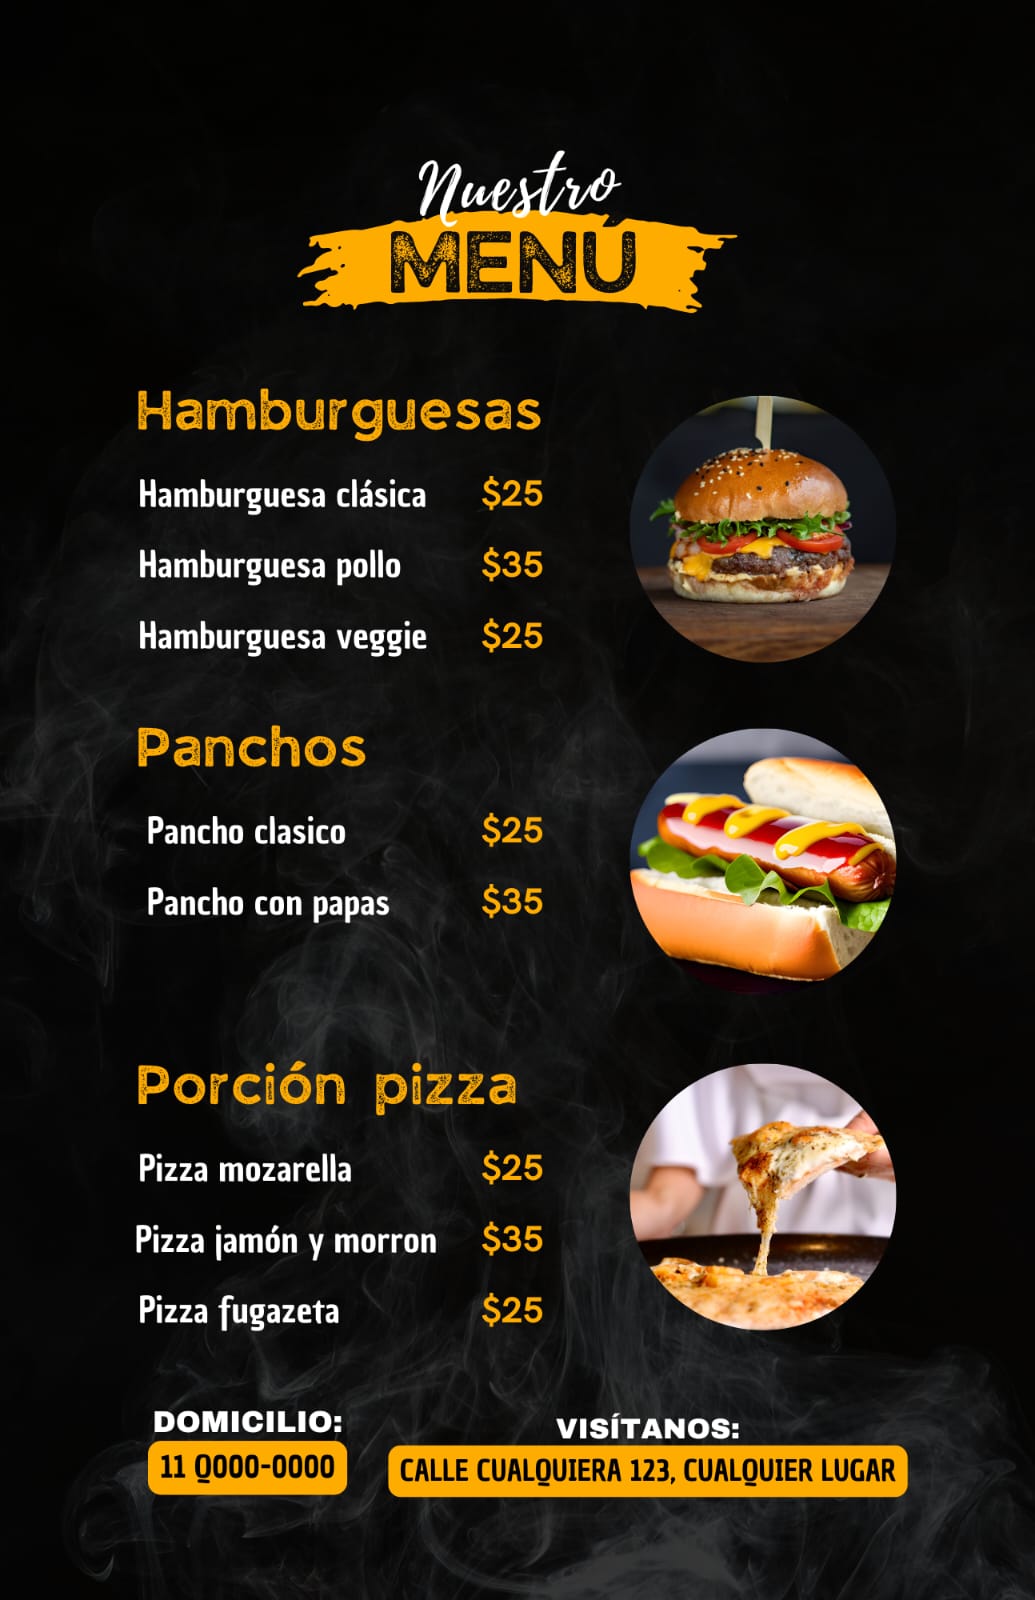 Nuestro
MENÚ
Hamburguesas
Hamburguesa clásica $25
Hamburguesa pollo $35
Hamburguesa veggie $25
Panchos
Pancho clasico $25
Pancho con papas $35
Porción pizza
Pizza mozarella $25
Pizza jamón y morron $35
Pizza fugazeta $25
DOMICILIO:
11 Q000-0000
VISÍTANOS:
CALLE CUALQUIERA 123, CUALQUIER LUGAR